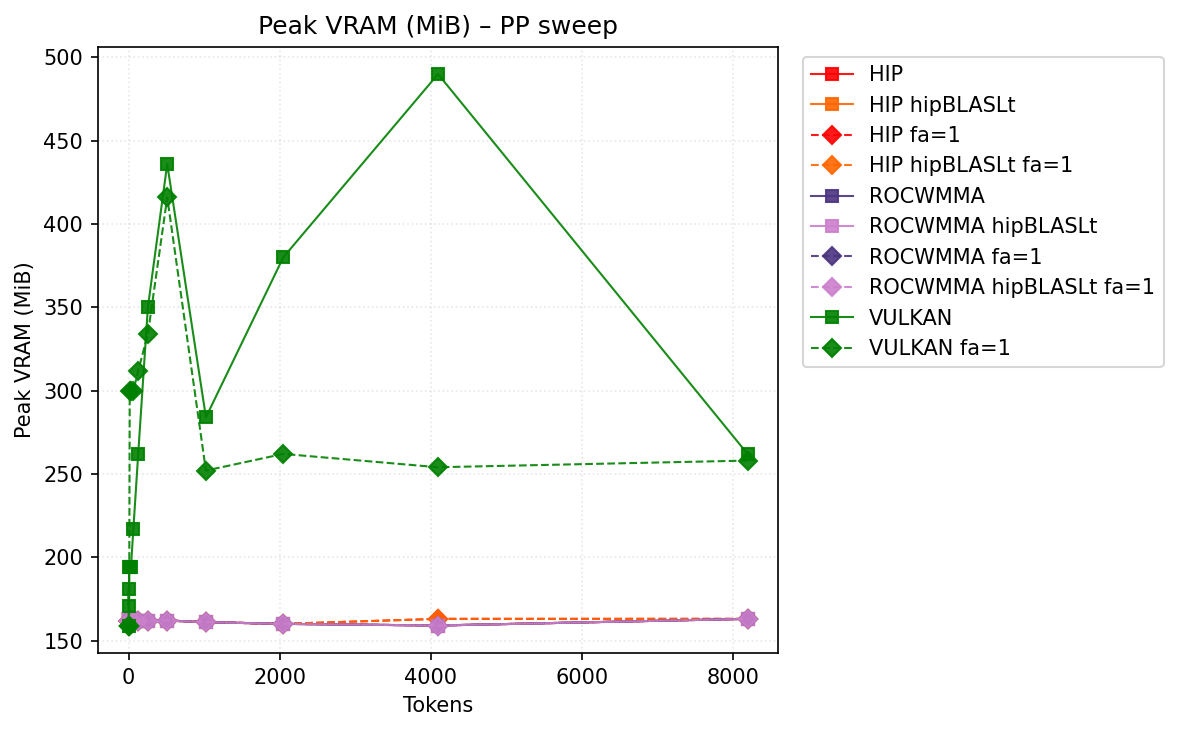 Peak VRAM (MiB) – PP sweep
Peak VRAM (MiB)
500
450
400
350
300
250
200
150
0
2000
4000
6000
8000
Tokens
HIP
HIP hipBLASLt
HIP fa=1
HIP hipBLASLt fa=1
ROCWMMA
ROCWMMA hipBLASLt
ROCWMMA fa=1
ROCWMMA hipBLASLt fa=1
VULKAN
VULKAN fa=1